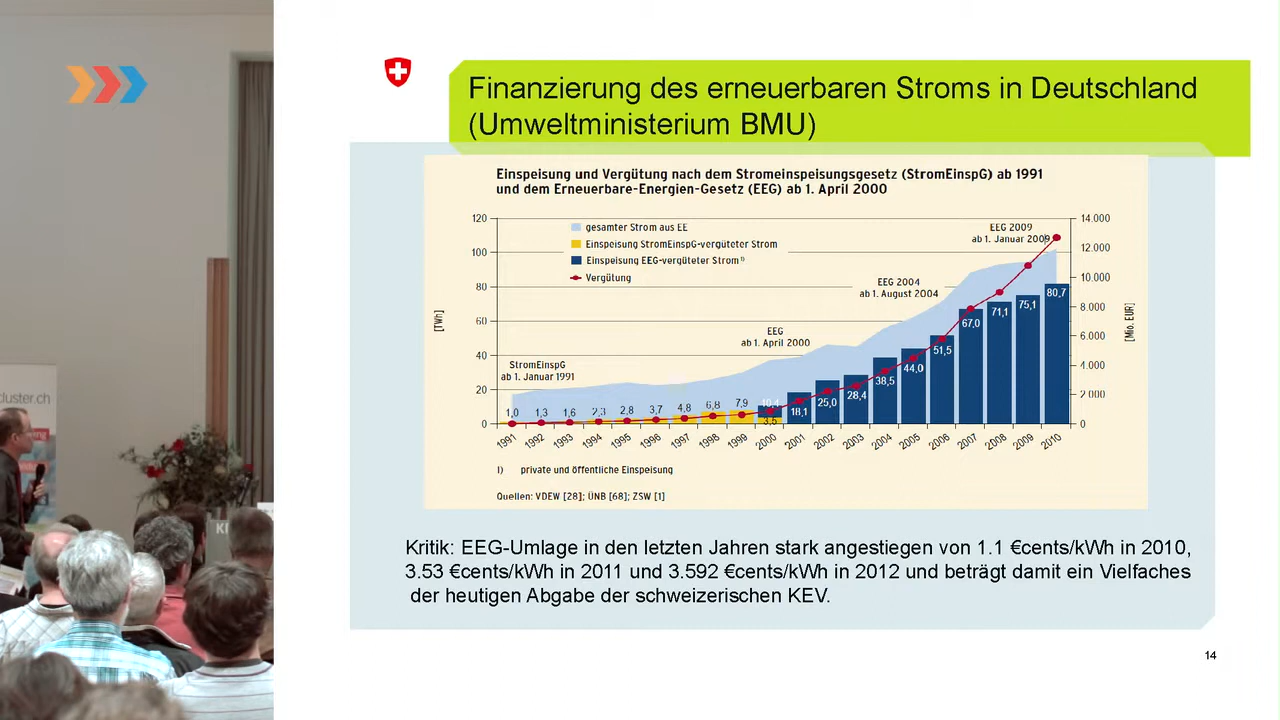 Finanzierung des erneuerbaren Stroms in Deutschland
(Umweltministerium BMU)
Einspeisung und Vergütung nach dem Stromeinspeisungsgesetz (StromEinspG) ab 1991
und dem Erneuerbare-Energien-Gesetz (EEG) ab 1. April 2000
120
100
80
60
40
20
0
[TWh]
gesamter Strom aus EE
Einspeisung StromEinspG-vergüteter Strom
Einspeisung EEG-vergüteter Strom¹⁾
Vergütung
StromEinspG
ab 1. Januar 1991
EEG
ab 1. April 2000
EEG 2004
ab 1. August 2004
EEG 2009
ab 1. Januar 2009
14.000
12.000
10.000
8.000
6.000
4.000
2 000
0
[Mio. EUR]
1,0 1,3 1,6 2,3 2,8 3,7 4,8 6,8 7,9 10,4 18,1 25,0 28,4 38,5 44,0 51,5 67,0 71,1 75,1 80,7
3,5
1991 1992 1993 1994 1995 1996 1997 1998 1999 2000 2001 2002 2003 2004 2005 2006 2007 2008 2009 2010
1) private und öffentliche Einspeisung
Quellen: VDEW [28]; ÜNB [68]; ZSW [1]
Kritik: EEG-Umlage in den letzten Jahren stark angestiegen von 1.1 €cents/kWh in 2010,
3.53 €cents/kWh in 2011 und 3.592 €cents/kWh in 2012 und beträgt damit ein Vielfaches
der heutigen Abgabe der schweizerischen KEV.
14
cluster.ch